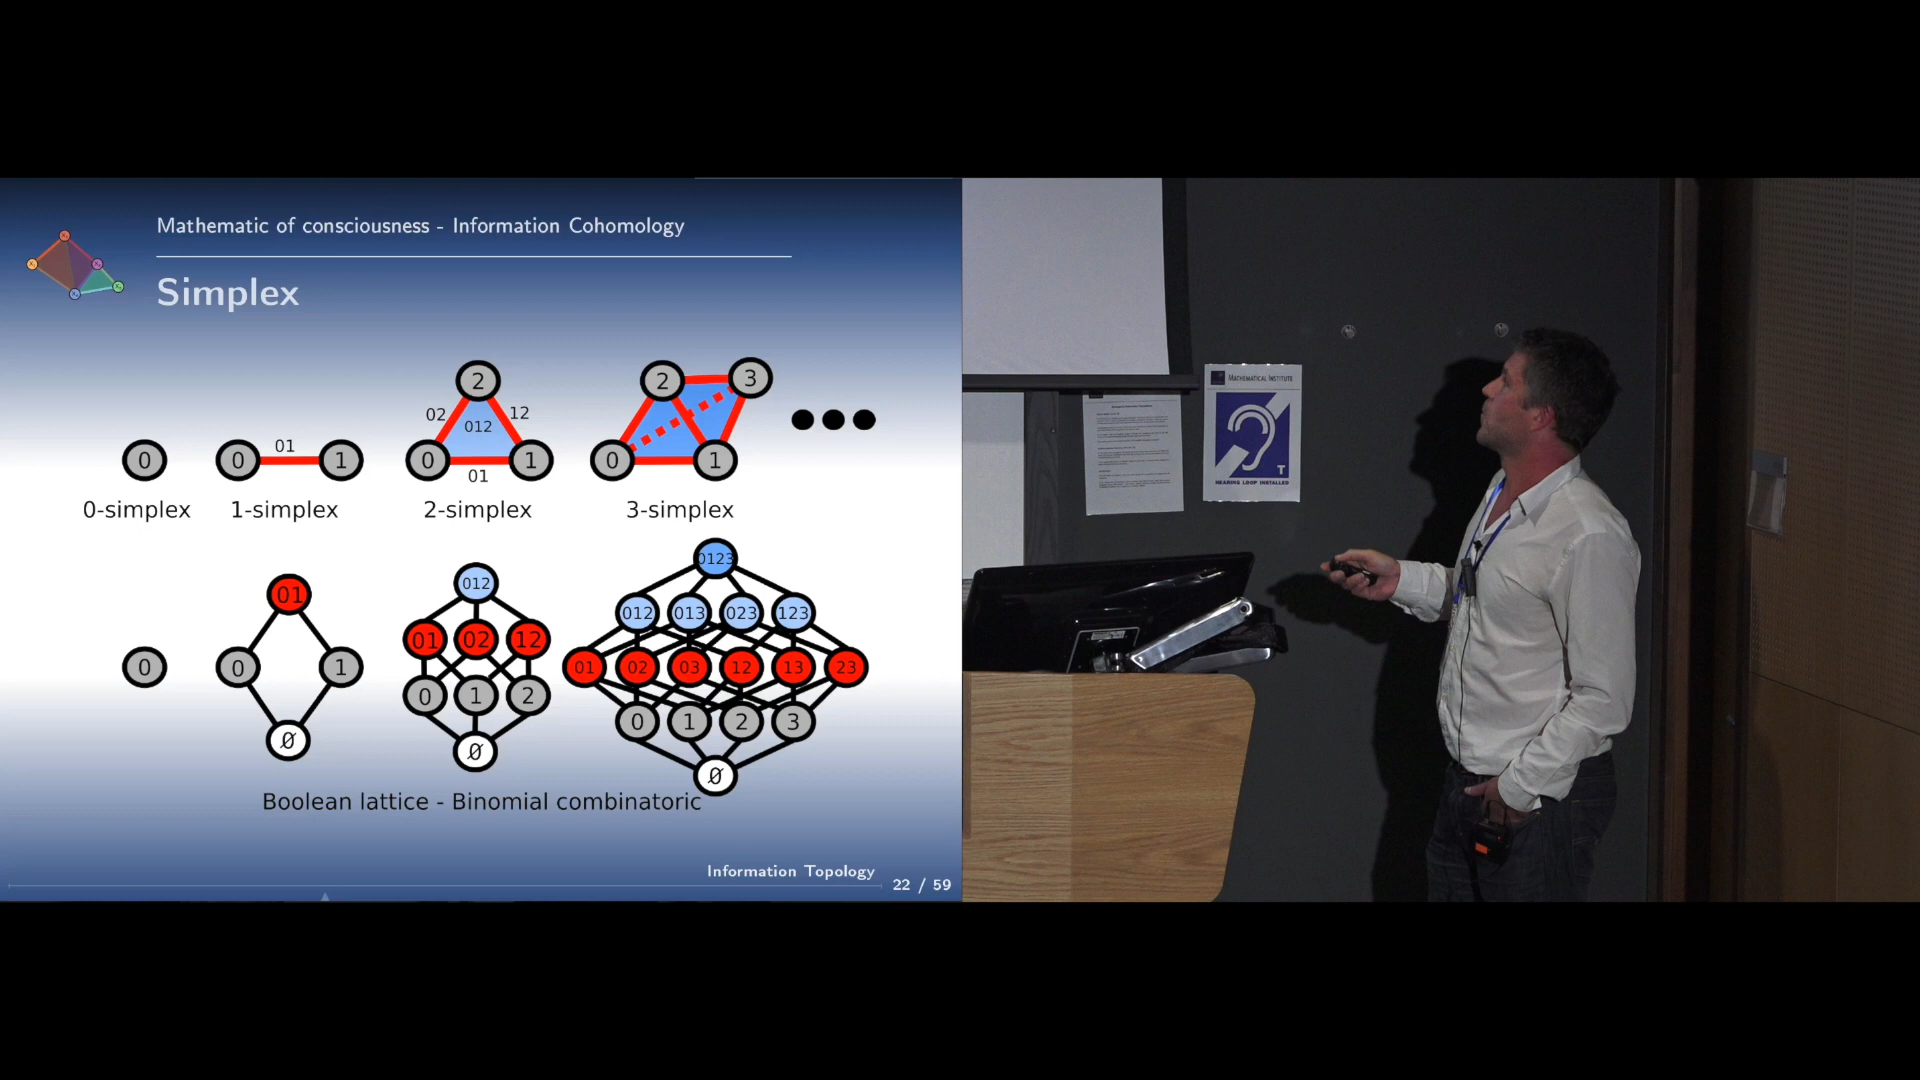 Mathematic of consciousness - Information Cohomology
Simplex
2
3
02
12
012
0
0
01
1
0
1
01
0
1
0-simplex
1-simplex
2-simplex
3-simplex
0123
012
01
012
013
023
123
01
02
12
0
0
1
01
02
03
12
13
23
0
1
2
0
1
2
3
Ø
Ø
Ø
Boolean lattice - Binomial combinatoric
Information Topology
22 / 59
MATHEMATICAL INSTITUTE
T
HEARING LOOP INSTALLED